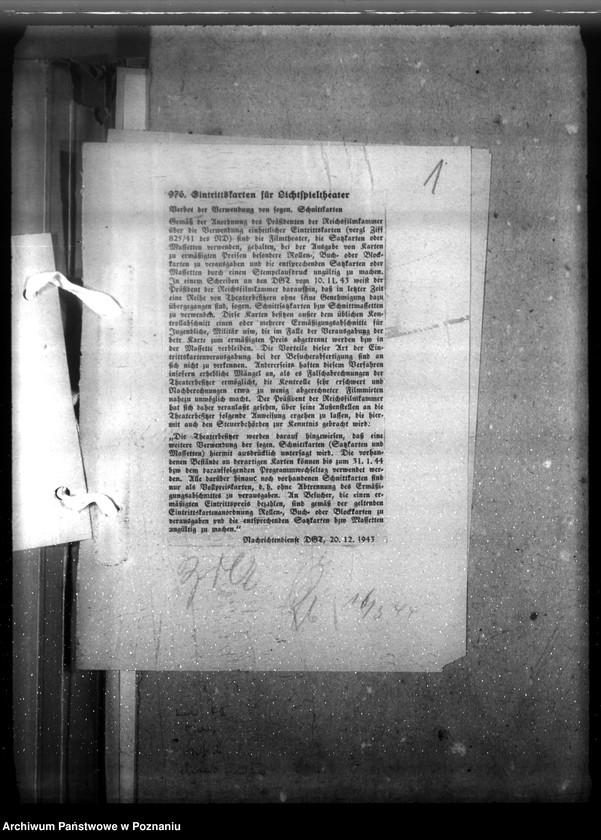 1
976. Eintrittskarten für Lichtspieltheater
Verbot der Verwendung von sogen. Schnittkarten
Gemäß der Anordnung des Präsidenten der Reichsfilmkammer
über die Verwendung einheitlicher Eintrittskarten (vergl Ziff
829/41 des ND) sind die Filmtheater, die Satzkarten oder
Massetten verwenden, gehalten, bei der Ausgabe von Karten
zu ermäßigten Preisen besondere Rollen-, Buch- oder Block-
karten zu verausgaben und die entsprechenden Satzkarten oder
Massetten durch einen Stempelaufdruck ungültig zu machen.
In einem Schreiben an den DGT vom 10. 11. 43 weist der
Präsident der Reichsfilmkammer daraufhin, daß in letzter Zeit
eine Reihe von Theaterbesitzern ohne seine Genehmigung dazu
übergegangen sind, sogen. Schnittsatzkarten bzw Schnittmassetten
zu verwenden. Diese Karten besitzen außer dem üblichen Kon-
trollabschnitt einen oder mehrere Ermäßigungsabschnitte für
Jugendliche, Militär usw, die im Falle der Verausgabung der
betr. Karte zum ermäßigten Preis abgetrennt werden bzw in
der Massette verbleiben. Die Vorteile dieser Art der Ein-
trittskartenverausgabung bei der Besucherabfertigung sind an
sich nicht zu verkennen. Andererseits haften diesem Verfahren
insofern erhebliche Mängel an, als es Falschabrechnungen der
Theaterbesitzer ermöglicht, die Kontrolle sehr erschwert und
Nachberechnungen etwa zu wenig abgerechneter Filmmieten
nahezu unmöglich macht. Der Präsident der Reichsfilmkammer
hat sich daher veranlaßt gesehen, über seine Außenstellen an die
Theaterbesitzer folgende Anweisung ergehen zu lassen, die hier-
mit auch den Steuerbehörden zur Kenntnis gebracht wird:
„Die Theaterbesitzer werden darauf hingewiesen, daß eine
weitere Verwendung der sogen. Schnittkarten (Satzkarten und
Massetten) hiermit ausdrücklich untersagt wird. Die vorhan-
denen Bestände an derartigen Karten können bis zum 31. 1. 44
bzw dem darauffolgenden Programmwechseltag verwendet wer-
den. Alle darüber hinaus noch vorhandenen Schnittkarten sind
nur als Vollpreiskarten, d. h. ohne Abtrennung des Ermäßi-
gungsabschnittes zu verausgaben. An Besucher, die einen er-
mäßigten Eintrittspreis bezahlen, sind gemäß der geltenden
Eintrittskartenanordnung Rollen-, Buch- oder Blockkarten zu
verausgaben und die entsprechenden Satzkarten bzw Massetten
ungültig zu machen.“
Nachrichtendienst DGT, 20. 12. 1943
Archiwum Państwowe w Poznaniu